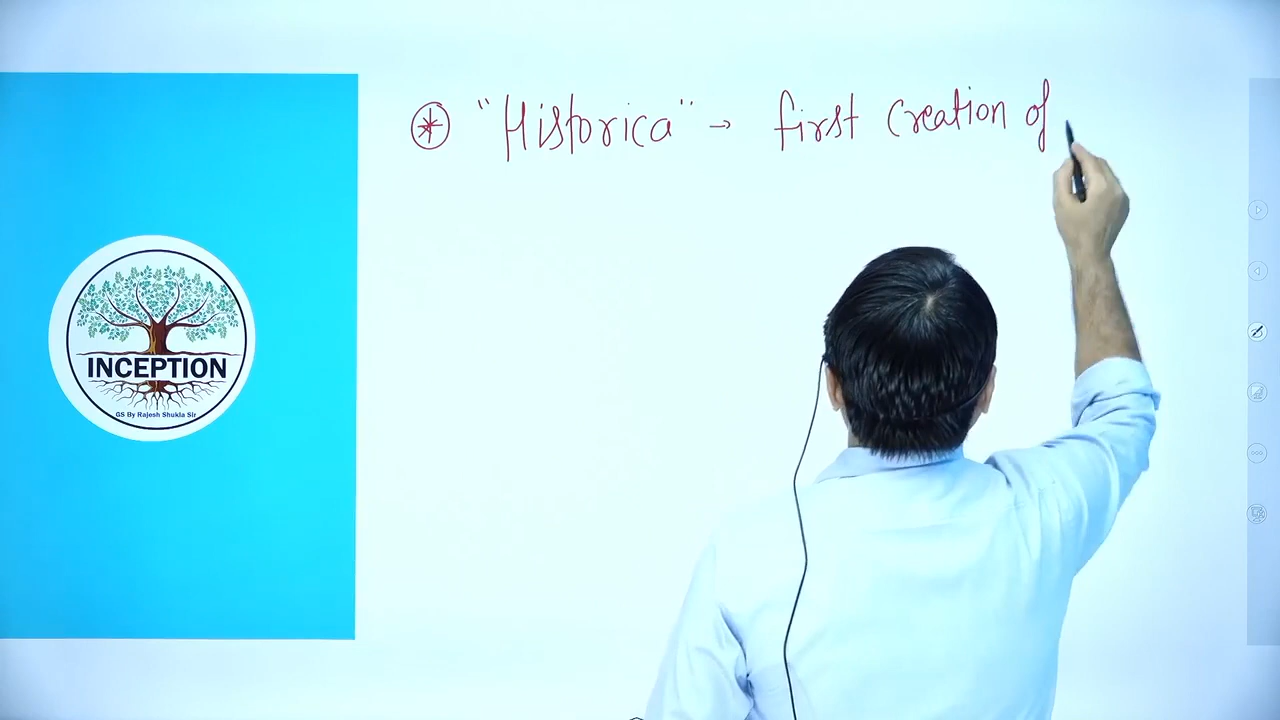 "Historica" → first creation of
INCEPTION
GS By Rajesh Shukla Sir